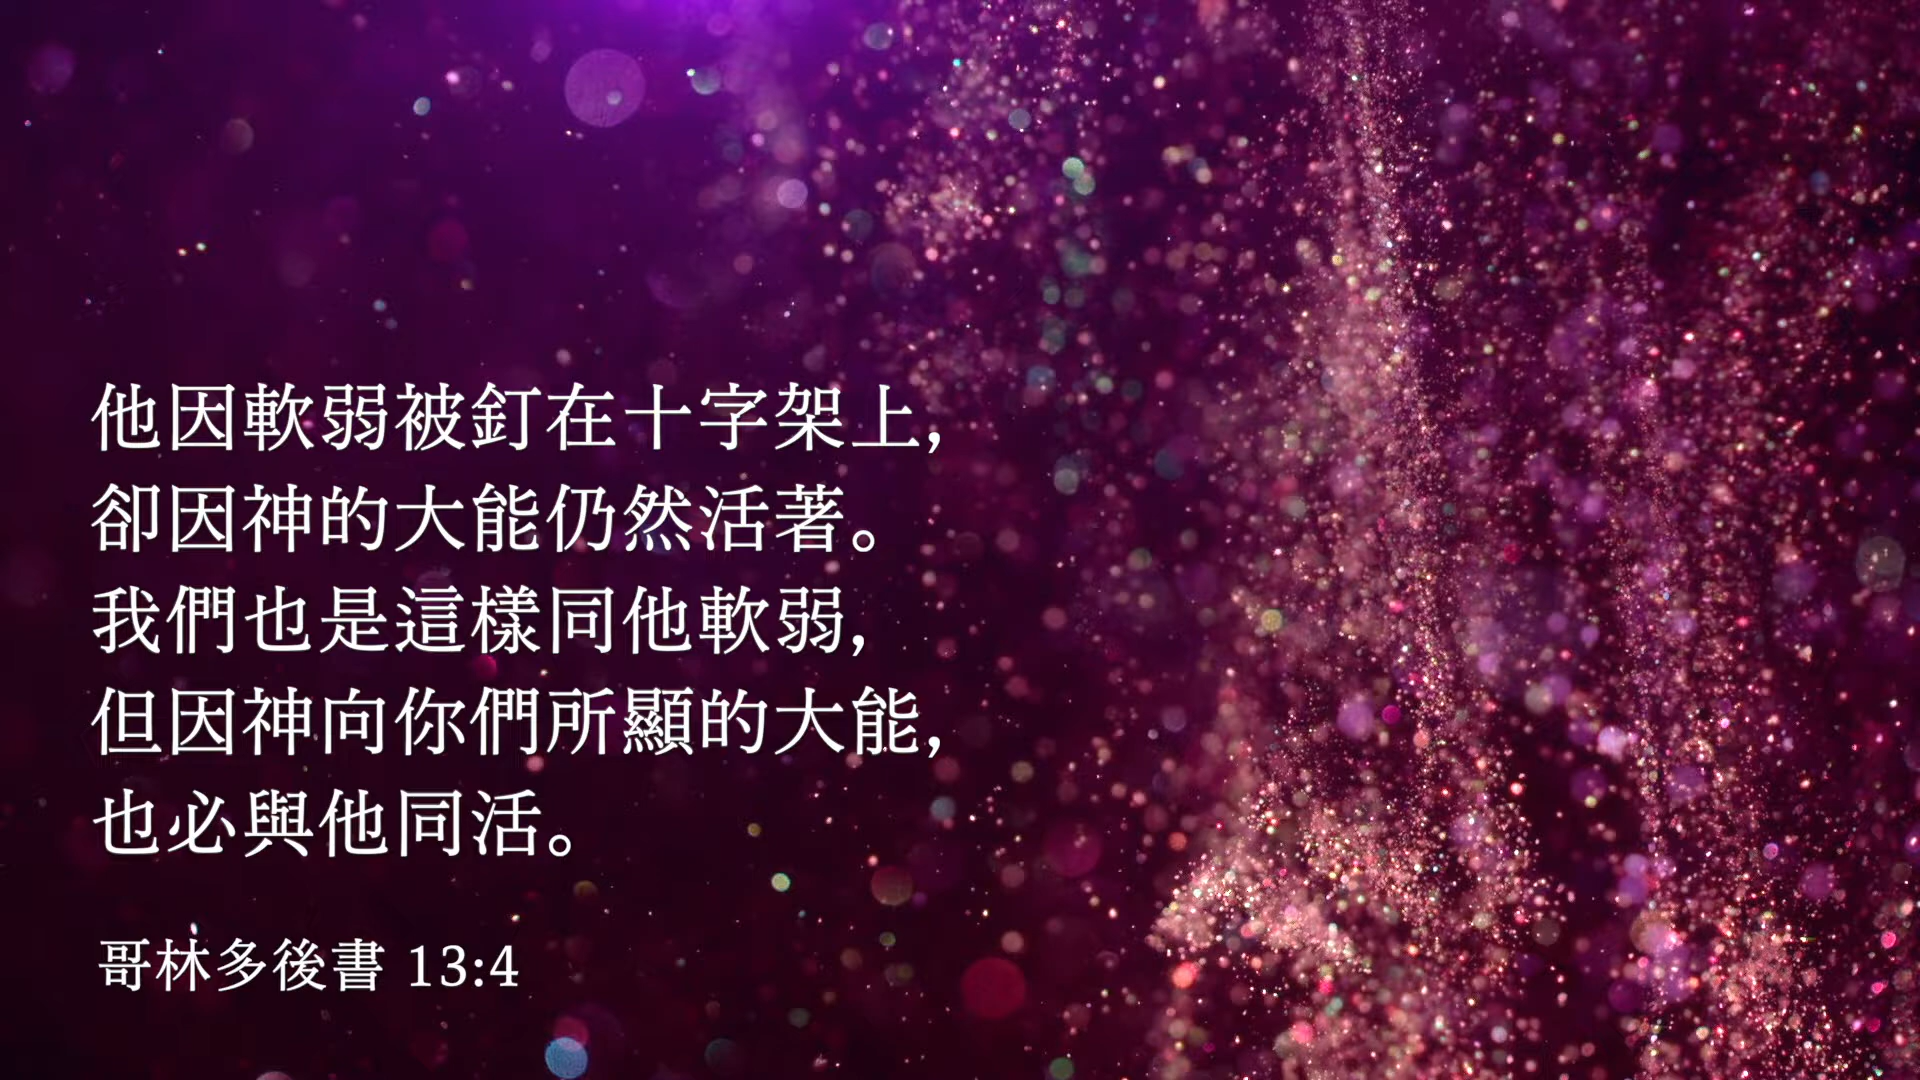 他因軟弱被釘在十字架上,
卻因神的大能仍然活著。
我們也是這樣同他軟弱,
但因神向你們所顯的大能,
也必與他同活。
哥林多後書 13:4